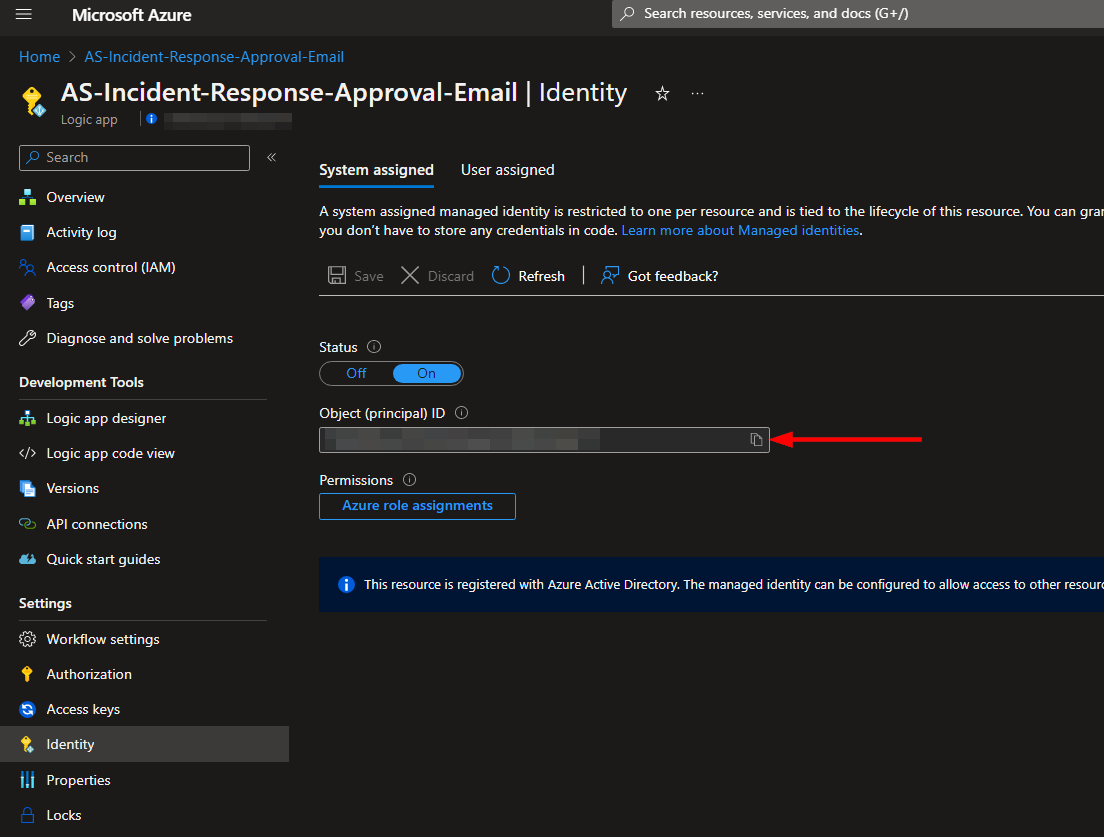 Microsoft Azure
Search resources, services, and docs (G+/)
Home > AS-Incident-Response-Approval-Email
AS-Incident-Response-Approval-Email | Identity
Logic app
Search
Overview
Activity log
Access control (IAM)
Tags
Diagnose and solve problems
Development Tools
Logic app designer
Logic app code view
Versions
API connections
Quick start guides
Settings
Workflow settings
Authorization
Access keys
Identity
Properties
Locks
System assigned User assigned
A system assigned managed identity is restricted to one per resource and is tied to the lifecycle of this resource. You can gran
you don't have to store any credentials in code. Learn more about Managed identities.
Save Discard Refresh | Got feedback?
Status
Off On
Object (principal) ID
Permissions
Azure role assignments
This resource is registered with Azure Active Directory. The managed identity can be configured to allow access to other resourc